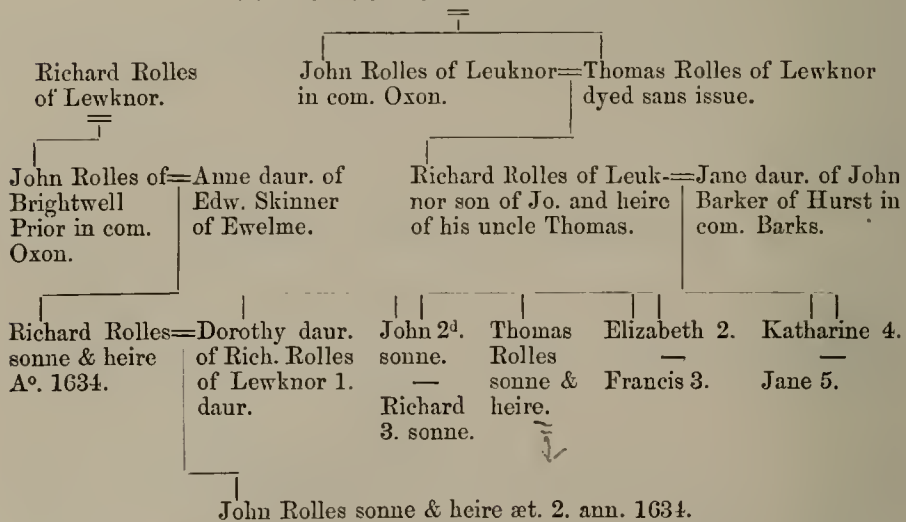 Richard Rolles
of Lewknor.
John Rolles of Leuknor=Thomas Rolles of Lewknor
in com. Oxon.
dyed sans issue.
John Rolles of=Anne daur. of
Brightwell
Prior in com.
Oxon.
Edw. Skinner
of Ewelme.
Richard Rolles of Leuk-=Jane daur. of John
nor son of Jo. and heire
of his uncle Thomas.
Barker of Hurst in
com. Barks.
Richard Rolles=Dorothy daur.
sonne & heire
Aº. 1634.
of Rich. Rolles
of Lewknor 1.
daur.
John 2d.
sonne.
—
Richard
3. sonne.
Thomas
Rolles
sonne &
heire.
Elizabeth 2.
—
Francis 3.
Katharine 4.
—
Jane 5.
John Rolles sonne & heire æt. 2. ann. 1634.